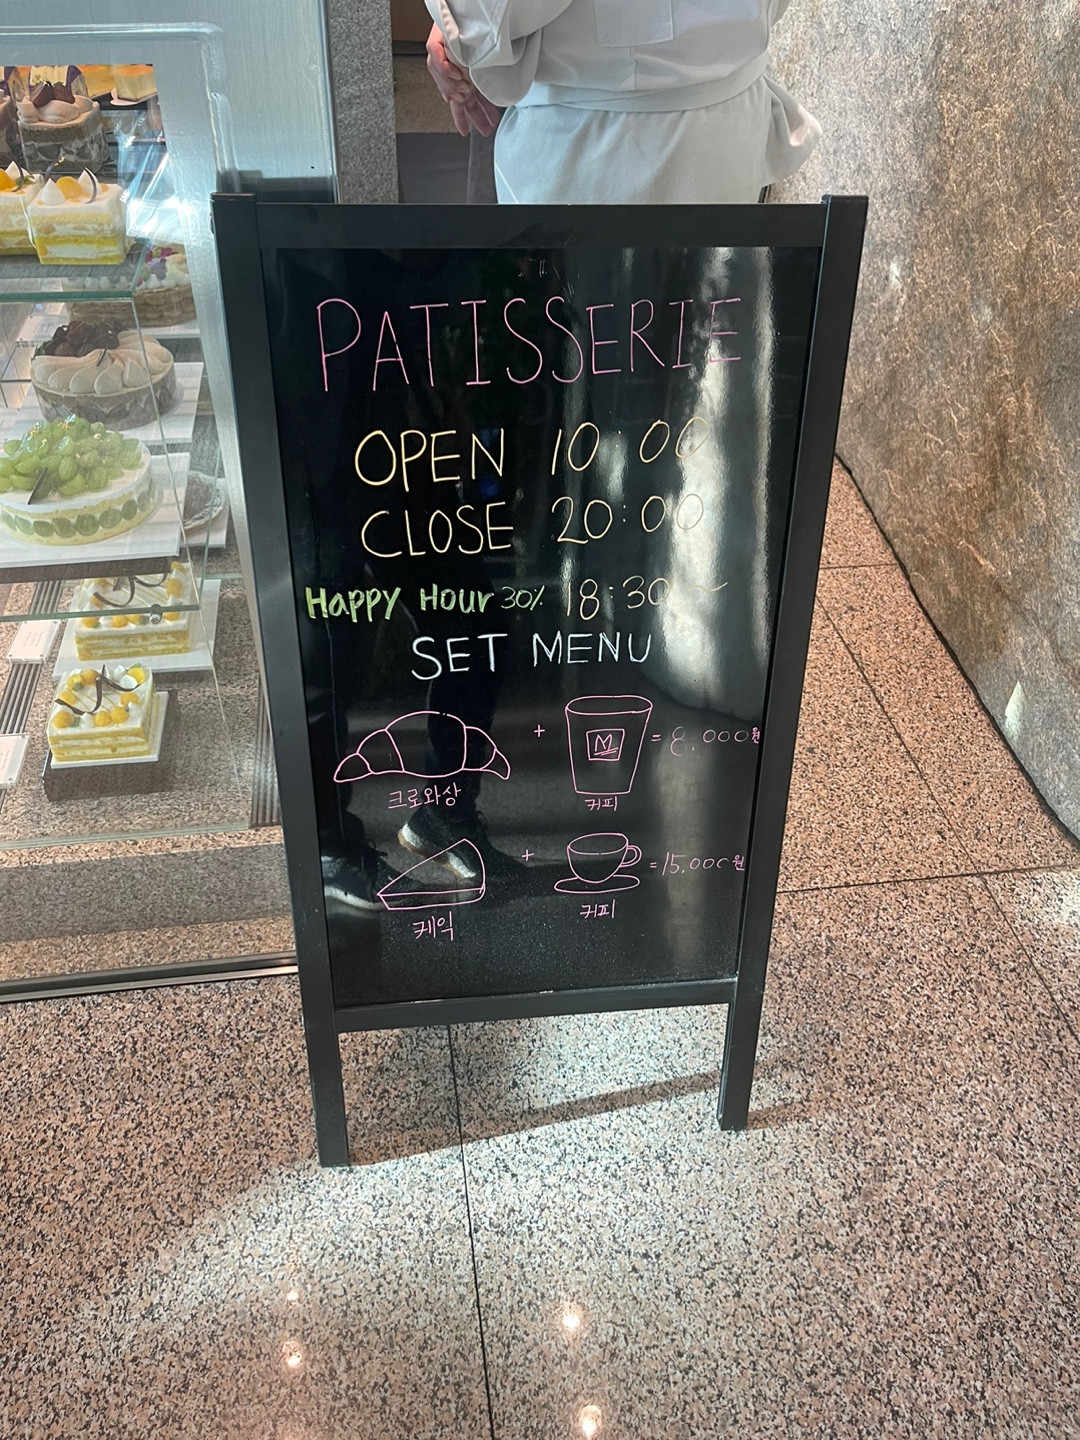 PATISSERIE
OPEN 10:00
CLOSE 20:00
Happy Hour 30% 18:30 ~
SET MENU
+ M = 8.000원
크로와상 커피
+ = 15.000원
케익 커피